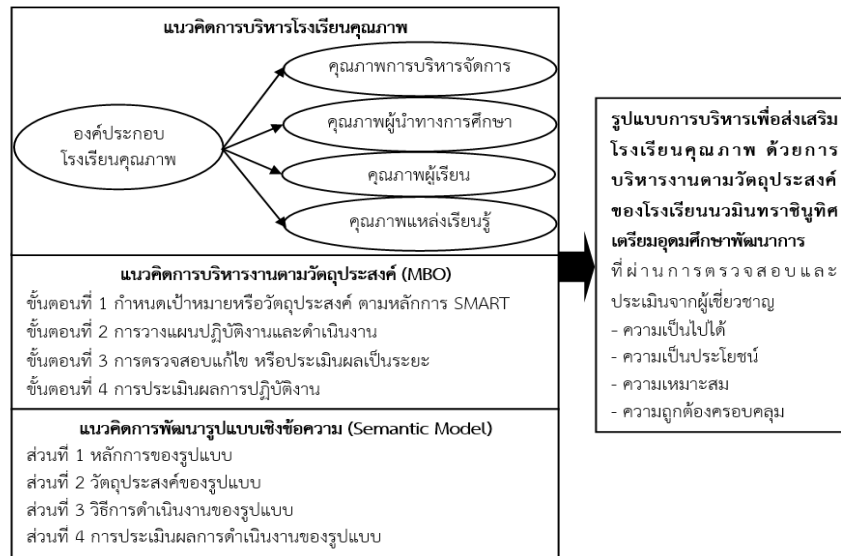 แนวคิดการบริหารโรงเรียนคุณภาพ
องค์ประกอบ
โรงเรียนคุณภาพ
คุณภาพการบริหารจัดการ
คุณภาพผู้นำทางการศึกษา
คุณภาพผู้เรียน
คุณภาพแหล่งเรียนรู้
แนวคิดการบริหารงานตามวัตถุประสงค์ (MBO)
ขั้นตอนที่ 1 กำหนดเป้าหมายหรือวัตถุประสงค์ ตามหลักการ SMART
ขั้นตอนที่ 2 การวางแผนปฏิบัติงานและดำเนินงาน
ขั้นตอนที่ 3 การตรวจสอบแก้ไข หรือประเมินผลเป็นระยะ
ขั้นตอนที่ 4 การประเมินผลการปฏิบัติงาน
แนวคิดการพัฒนารูปแบบเชิงข้อความ (Semantic Model)
ส่วนที่ 1 หลักการของรูปแบบ
ส่วนที่ 2 วัตถุประสงค์ของรูปแบบ
ส่วนที่ 3 วิธีการดำเนินงานของรูปแบบ
ส่วนที่ 4 การประเมินผลการดำเนินงานของรูปแบบ
รูปแบบการบริหารเพื่อส่งเสริม
โรงเรียนคุณภาพ ด้วยการ
บริหารงานตามวัตถุประสงค์
ของโรงเรียนนวมินทราชินูทิศ
เตรียมอุดมศึกษาพัฒนาการ
ที่ผ่านการตรวจสอบและ
ประเมินจากผู้เชี่ยวชาญ
- ความเป็นไปได้
- ความเป็นประโยชน์
- ความเหมาะสม
- ความถูกต้องครอบคลุม